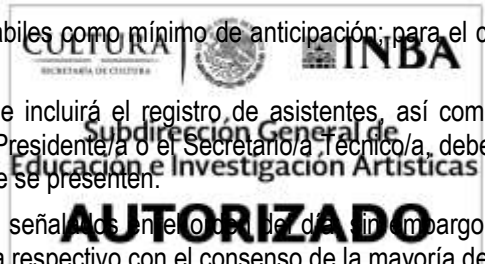 abiles como mínimo de anticipación; para el c
CULTURA
SECRETARÍA DE CULTURA
INBA
e incluirá el registro de asistentes, así com
Subdirección General de
Presidente/a o el Secretario/a Técnico/a, debe
Educación e Investigación Artísticas
e se presenten.
señalados en el orden del día, sin embargo
AUTORIZADO
a respectivo con el consenso de la mayoría de